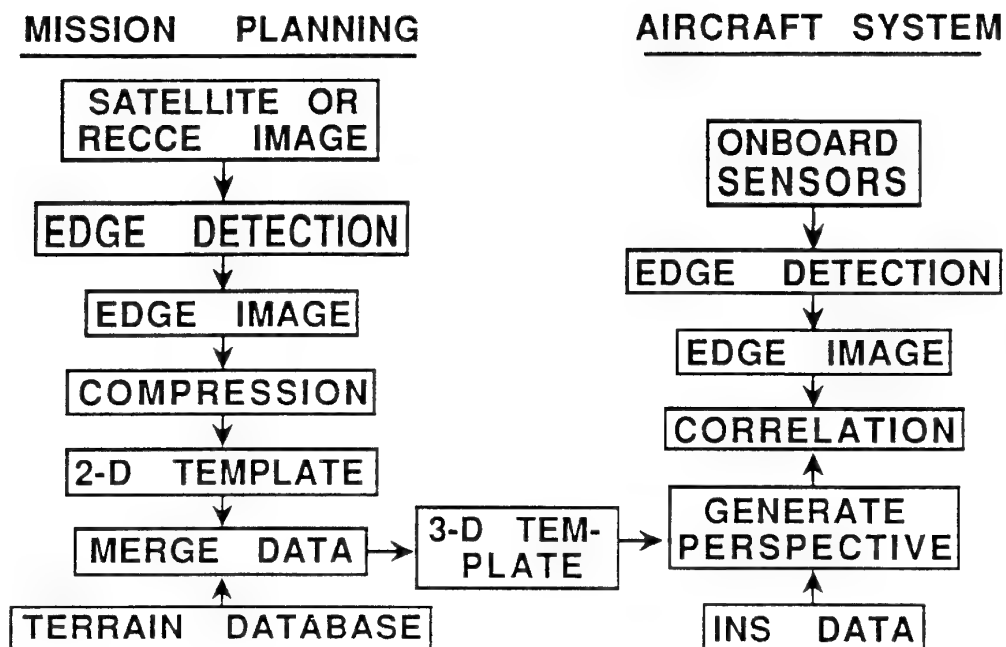 MISSION PLANNING
SATELLITE OR
RECCE IMAGE
EDGE DETECTION
EDGE IMAGE
COMPRESSION
2-D TEMPLATE
MERGE DATA
TERRAIN DATABASE
3-D TEM-
PLATE
AIRCRAFT SYSTEM
ONBOARD
SENSORS
EDGE DETECTION
EDGE IMAGE
CORRELATION
GENERATE
PERSPECTIVE
INS DATA